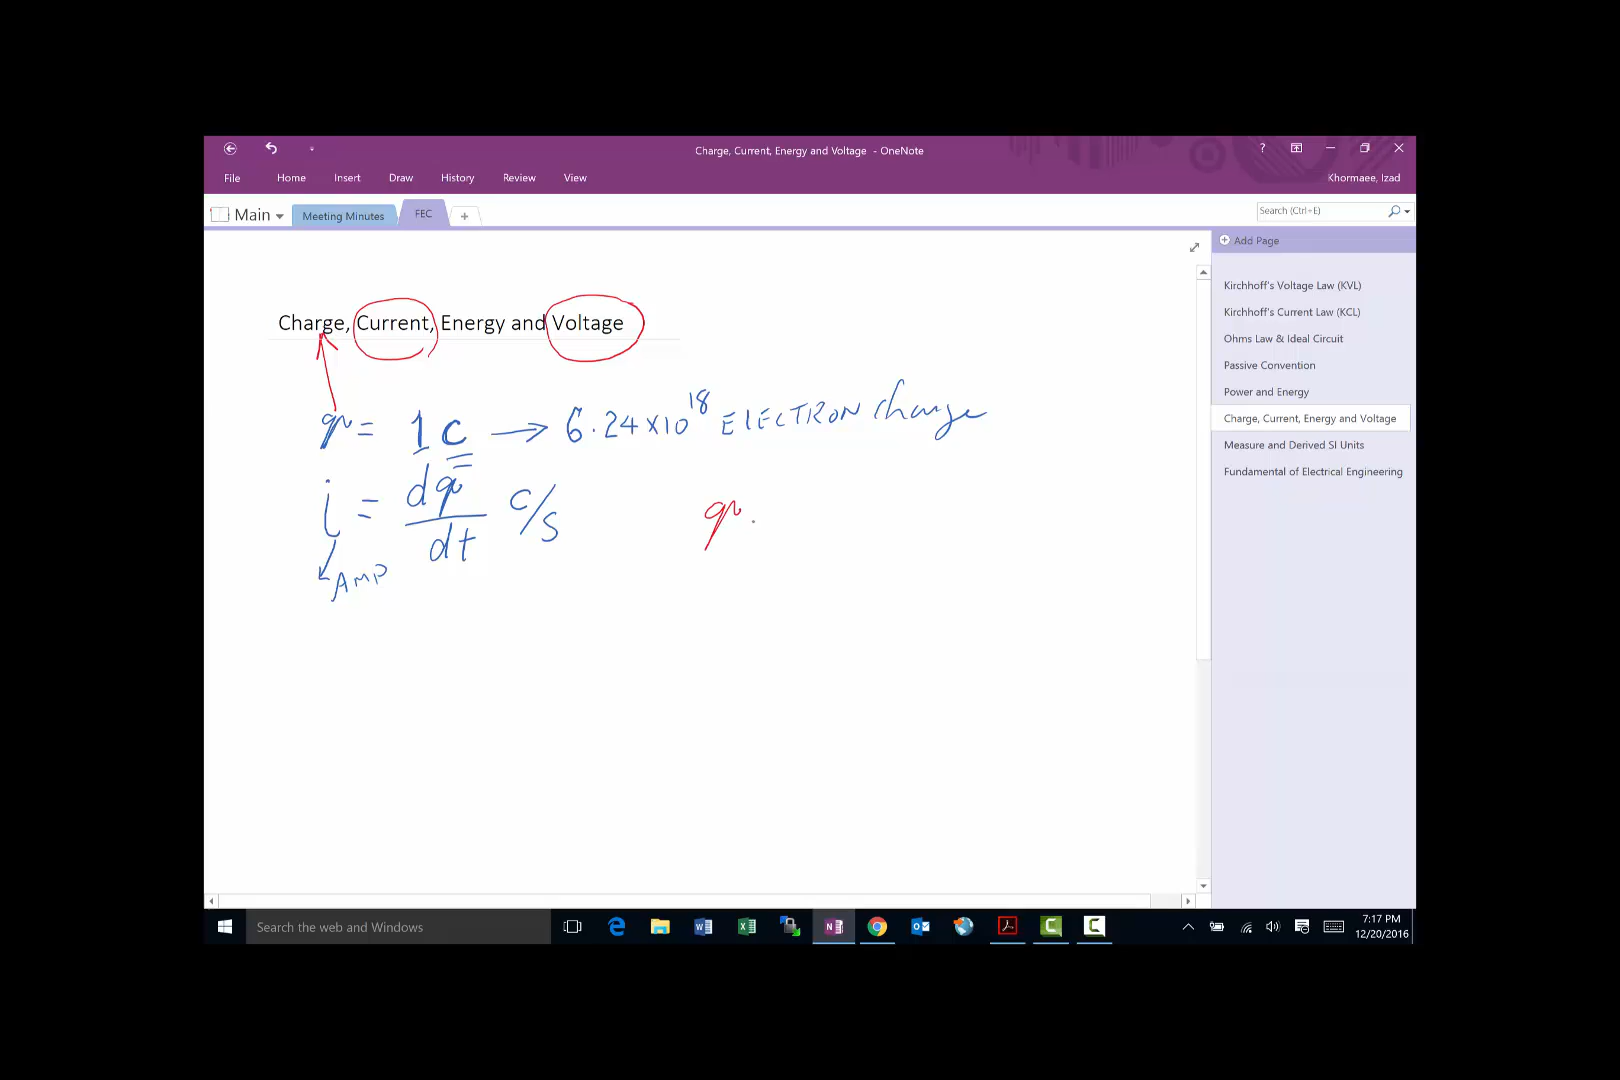 Charge, Current, Energy and Voltage - OneNote
?
File Home Insert Draw History Review View
Khormaee, Izad
Main Meeting Minutes FEC +
Search (Ctrl+E)
Add Page
Kirchhoff's Voltage Law (KVL)
Kirchhoff's Current Law (KCL)
Ohms Law & Ideal Circuit
Passive Convention
Power and Energy
Charge, Current, Energy and Voltage
Measure and Derived SI Units
Fundamental of Electrical Engineering
Charge, Current, Energy and Voltage
q = 1 C → 6.24×10^18 ELECTRON charge
i = dq/dt C/S
q
AMP
Search the web and Windows
7:17 PM
12/20/2016